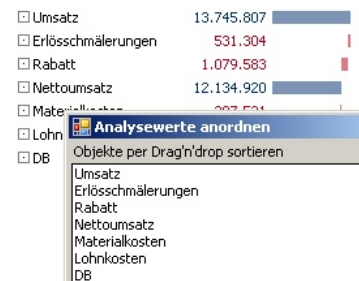 Umsatz 13.745.807
Erlösschmälerungen 531.304
Rabatt 1.079.583
Nettoumsatz 12.134.920
Materialkosten
Lohn
DB
Analysewerte anordnen
Objekte per Drag'n'drop sortieren
Umsatz
Erlösschmälerungen
Rabatt
Nettoumsatz
Materialkosten
Lohnkosten
DB